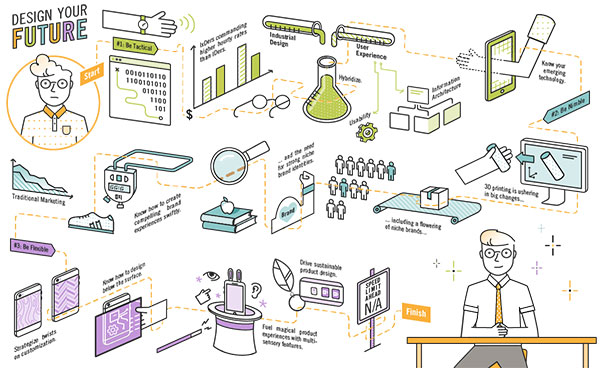 DESIGN YOUR
FUTURE
Start
#1: Be Tactical
00101110011
11101001010
000101101
010110
1100
101
IxDers commanding
higher hourly rates
than IDers.
$
Industrial
Design
User
Experience
Hybridize.
Usability
Information
Architecture
Know your
emerging
technology.
#2: Be Nimble
3D printing is ushering
in big changes...
... including a flowering
of niche brands...
... and the need
for strong niche
brand identities.
Brand
Know how to create
compelling brand
experiences swiftly.
Traditional Marketing
#3: Be Flexible
Strategize twists
on customization.
Know how to design
below the surface.
Fuel magical product
experiences with multi-
sensory features.
Drive sustainable
product design.
SPEED
LIMIT
AHEAD
N/A
Finish